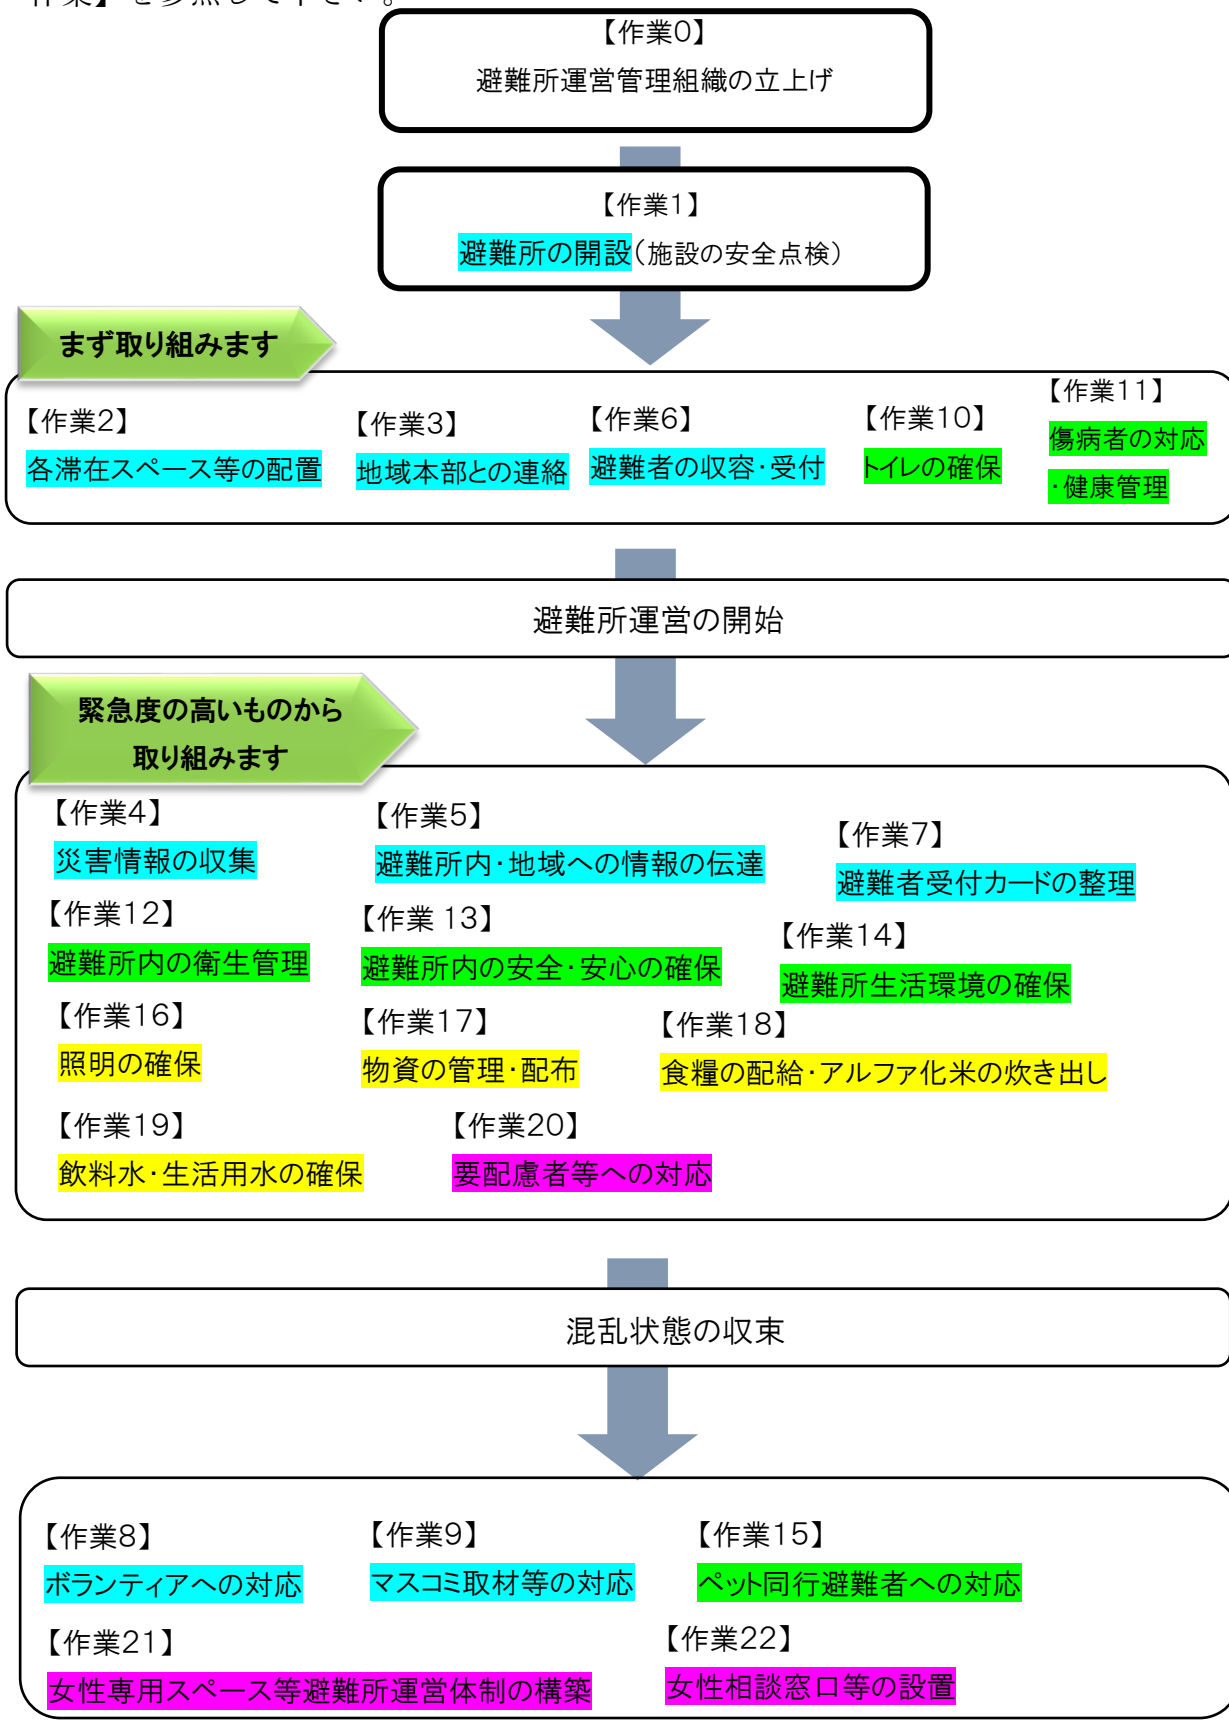 作業】を参照して下さい。
【作業0】
避難所運営管理組織の立上げ
【作業1】
避難所の開設(施設の安全点検)
まず取り組みます
【作業2】
各滞在スペース等の配置
【作業3】
地域本部との連絡
【作業6】
避難者の収容・受付
【作業10】
トイレの確保
【作業11】
傷病者の対応
・健康管理
避難所運営の開始
緊急度の高いものから
取り組みます
【作業4】
災害情報の収集
【作業5】
避難所内・地域への情報の伝達
【作業7】
避難者受付カードの整理
【作業12】
避難所内の衛生管理
【作業 13】
避難所内の安全・安心の確保
【作業14】
避難所生活環境の確保
【作業16】
照明の確保
【作業17】
物資の管理・配布
【作業18】
食糧の配給・アルファ化米の炊き出し
【作業19】
飲料水・生活用水の確保
【作業20】
要配慮者等への対応
混乱状態の収束
【作業8】
ボランティアへの対応
【作業9】
マスコミ取材等の対応
【作業15】
ペット同行避難者への対応
【作業21】
女性専用スペース等避難所運営体制の構築
【作業22】
女性相談窓口等の設置